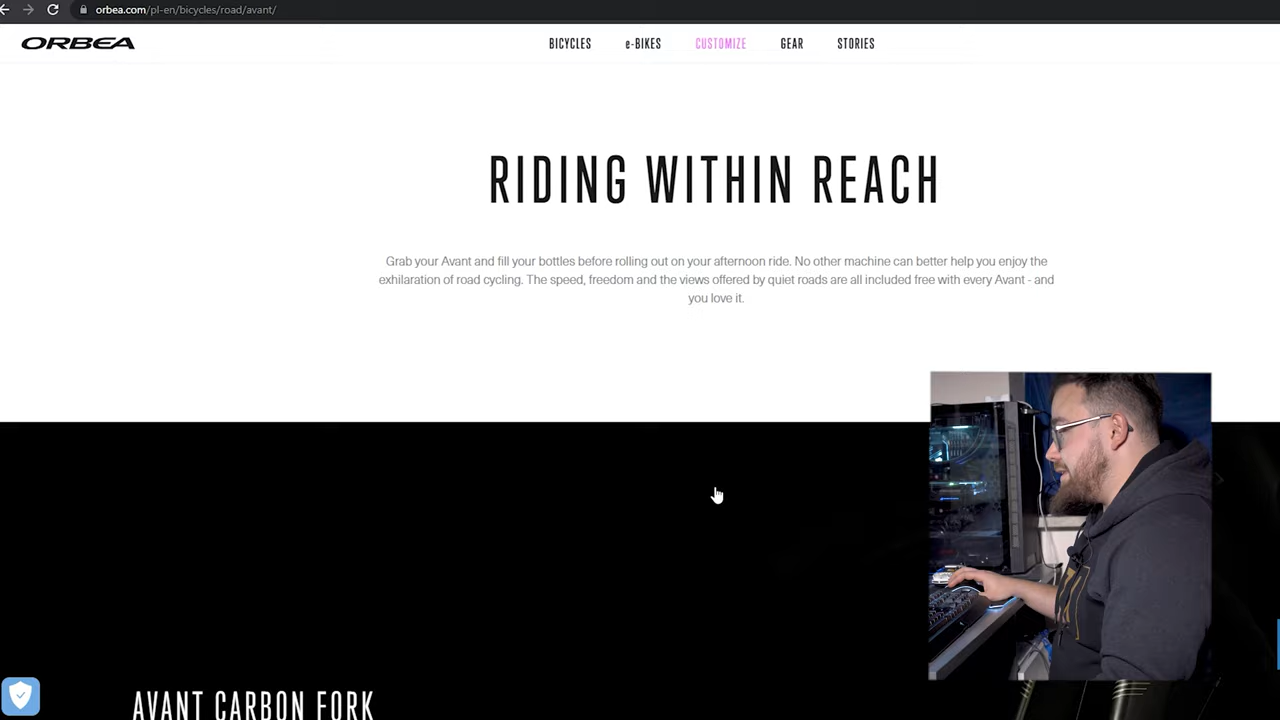 orbea.com/pl-en/bicycles/road/avant/
ORBEA
BICYCLES
e-BIKES
CUSTOMIZE
GEAR
STORIES
RIDING WITHIN REACH
Grab your Avant and fill your bottles before rolling out on your afternoon ride. No other machine can better help you enjoy the
exhilaration of road cycling. The speed, freedom and the views offered by quiet roads are all included free with every Avant - and
you love it.
AVANT CARBON FORK